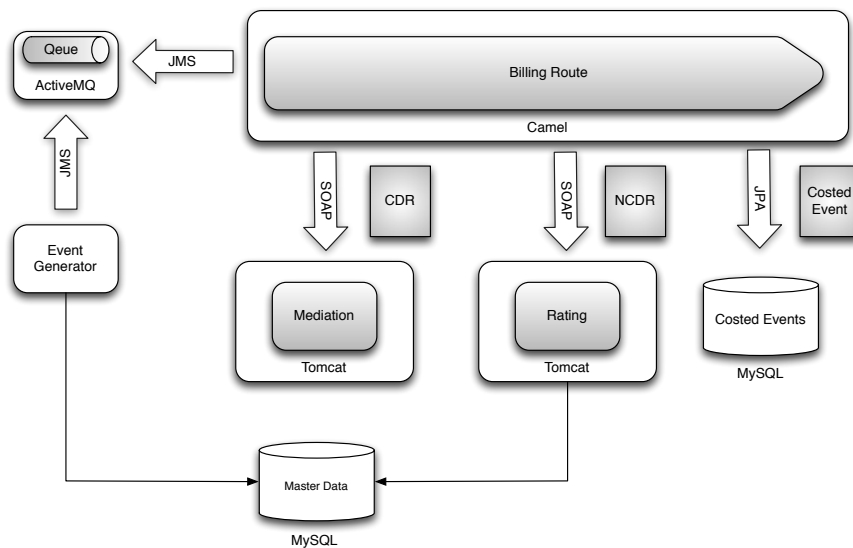 Qeue
ActiveMQ
JMS
Billing Route
Camel
JMS
SOAP
CDR
SOAP
NCDR
JPA
Costed
Event
Event
Generator
Mediation
Tomcat
Rating
Tomcat
Costed Events
MySQL
Master Data
MySQL